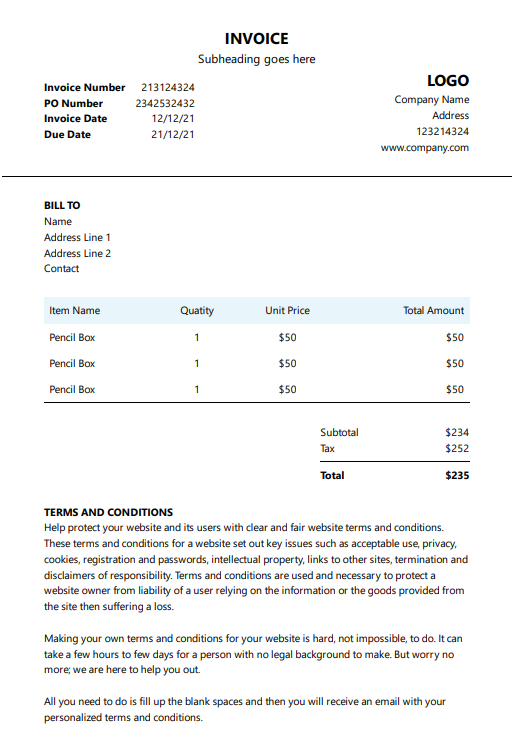 INVOICE
Subheading goes here
Invoice Number 213124324
PO Number 2342532432
Invoice Date 12/12/21
Due Date 21/12/21
LOGO
Company Name
Address
123214324
www.company.com
BILL TO
Name
Address Line 1
Address Line 2
Contact
Item Name Quatity Unit Price Total Amount
Pencil Box 1 $50 $50
Pencil Box 1 $50 $50
Pencil Box 1 $50 $50
Subtotal $234
Tax $252
Total $235
TERMS AND CONDITIONS
Help protect your website and its users with clear and fair website terms and conditions.
These terms and conditions for a website set out key issues such as acceptable use, privacy,
cookies, registration and passwords, intellectual property, links to other sites, termination and
disclaimers of responsibility. Terms and conditions are used and necessary to protect a
website owner from liability of a user relying on the information or the goods provided from
the site then suffering a loss.
Making your own terms and conditions for your website is hard, not impossible, to do. It can
take a few hours to few days for a person with no legal background to make. But worry no
more; we are here to help you out.
All you need to do is fill up the blank spaces and then you will receive an email with your
personalized terms and conditions.